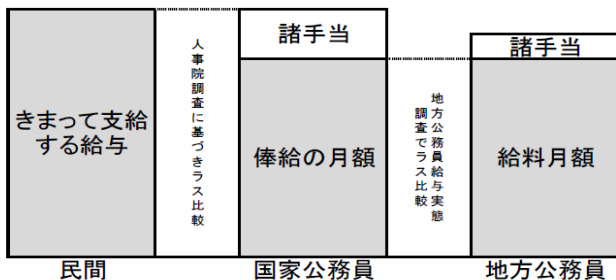 きまって支給
する給与
人事院調査に基づきラス比較
諸手当
俸給の月額
地方公務員給与実態
調査でラス比較
諸手当
給料月額
民間
国家公務員
地方公務員